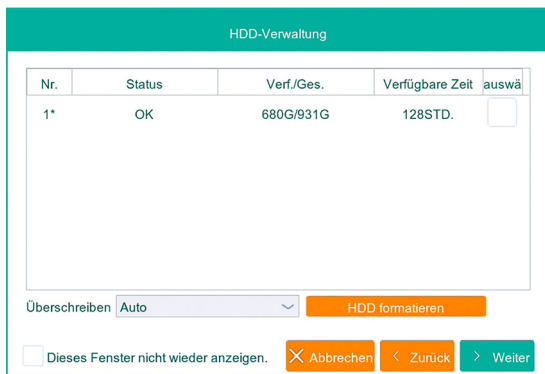 HDD-Verwaltung
Nr. Status Verf./Ges. Verfügbare Zeit auswä
1* OK 680G/931G 128STD.
Überschreiben Auto HDD formatieren
Dieses Fenster nicht wieder anzeigen. Abbrechen Zurück Weiter